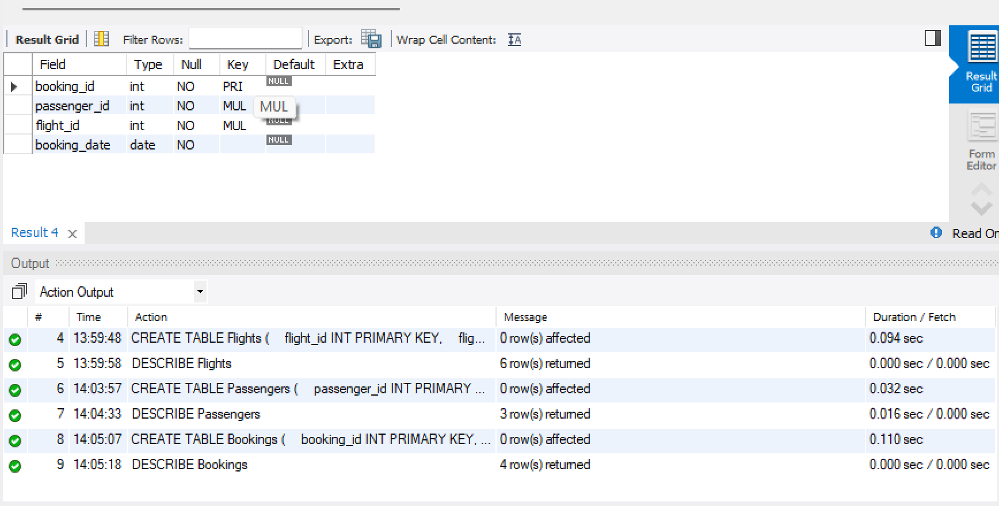 Result Grid Filter Rows: Export: Wrap Cell Content: IA
Field Type Null Key Default Extra
booking_id int NO PRI NULL
passenger_id int NO MUL MUL
flight_id int NO MUL NULL
booking_date date NO NULL
Result
Grid
Form
Editor
Result 4 Read On
Output
Action Output
# Time Action Message Duration / Fetch
4 13:59:48 CREATE TABLE Flights ( flight_id INT PRIMARY KEY, flig... 0 row(s) affected 0.094 sec
5 13:59:58 DESCRIBE Flights 6 row(s) returned 0.000 sec / 0.000 sec
6 14:03:57 CREATE TABLE Passengers ( passenger_id INT PRIMARY ... 0 row(s) affected 0.032 sec
7 14:04:33 DESCRIBE Passengers 3 row(s) returned 0.016 sec / 0.000 sec
8 14:05:07 CREATE TABLE Bookings ( booking_id INT PRIMARY KEY, ... 0 row(s) affected 0.110 sec
9 14:05:18 DESCRIBE Bookings 4 row(s) returned 0.000 sec / 0.000 sec